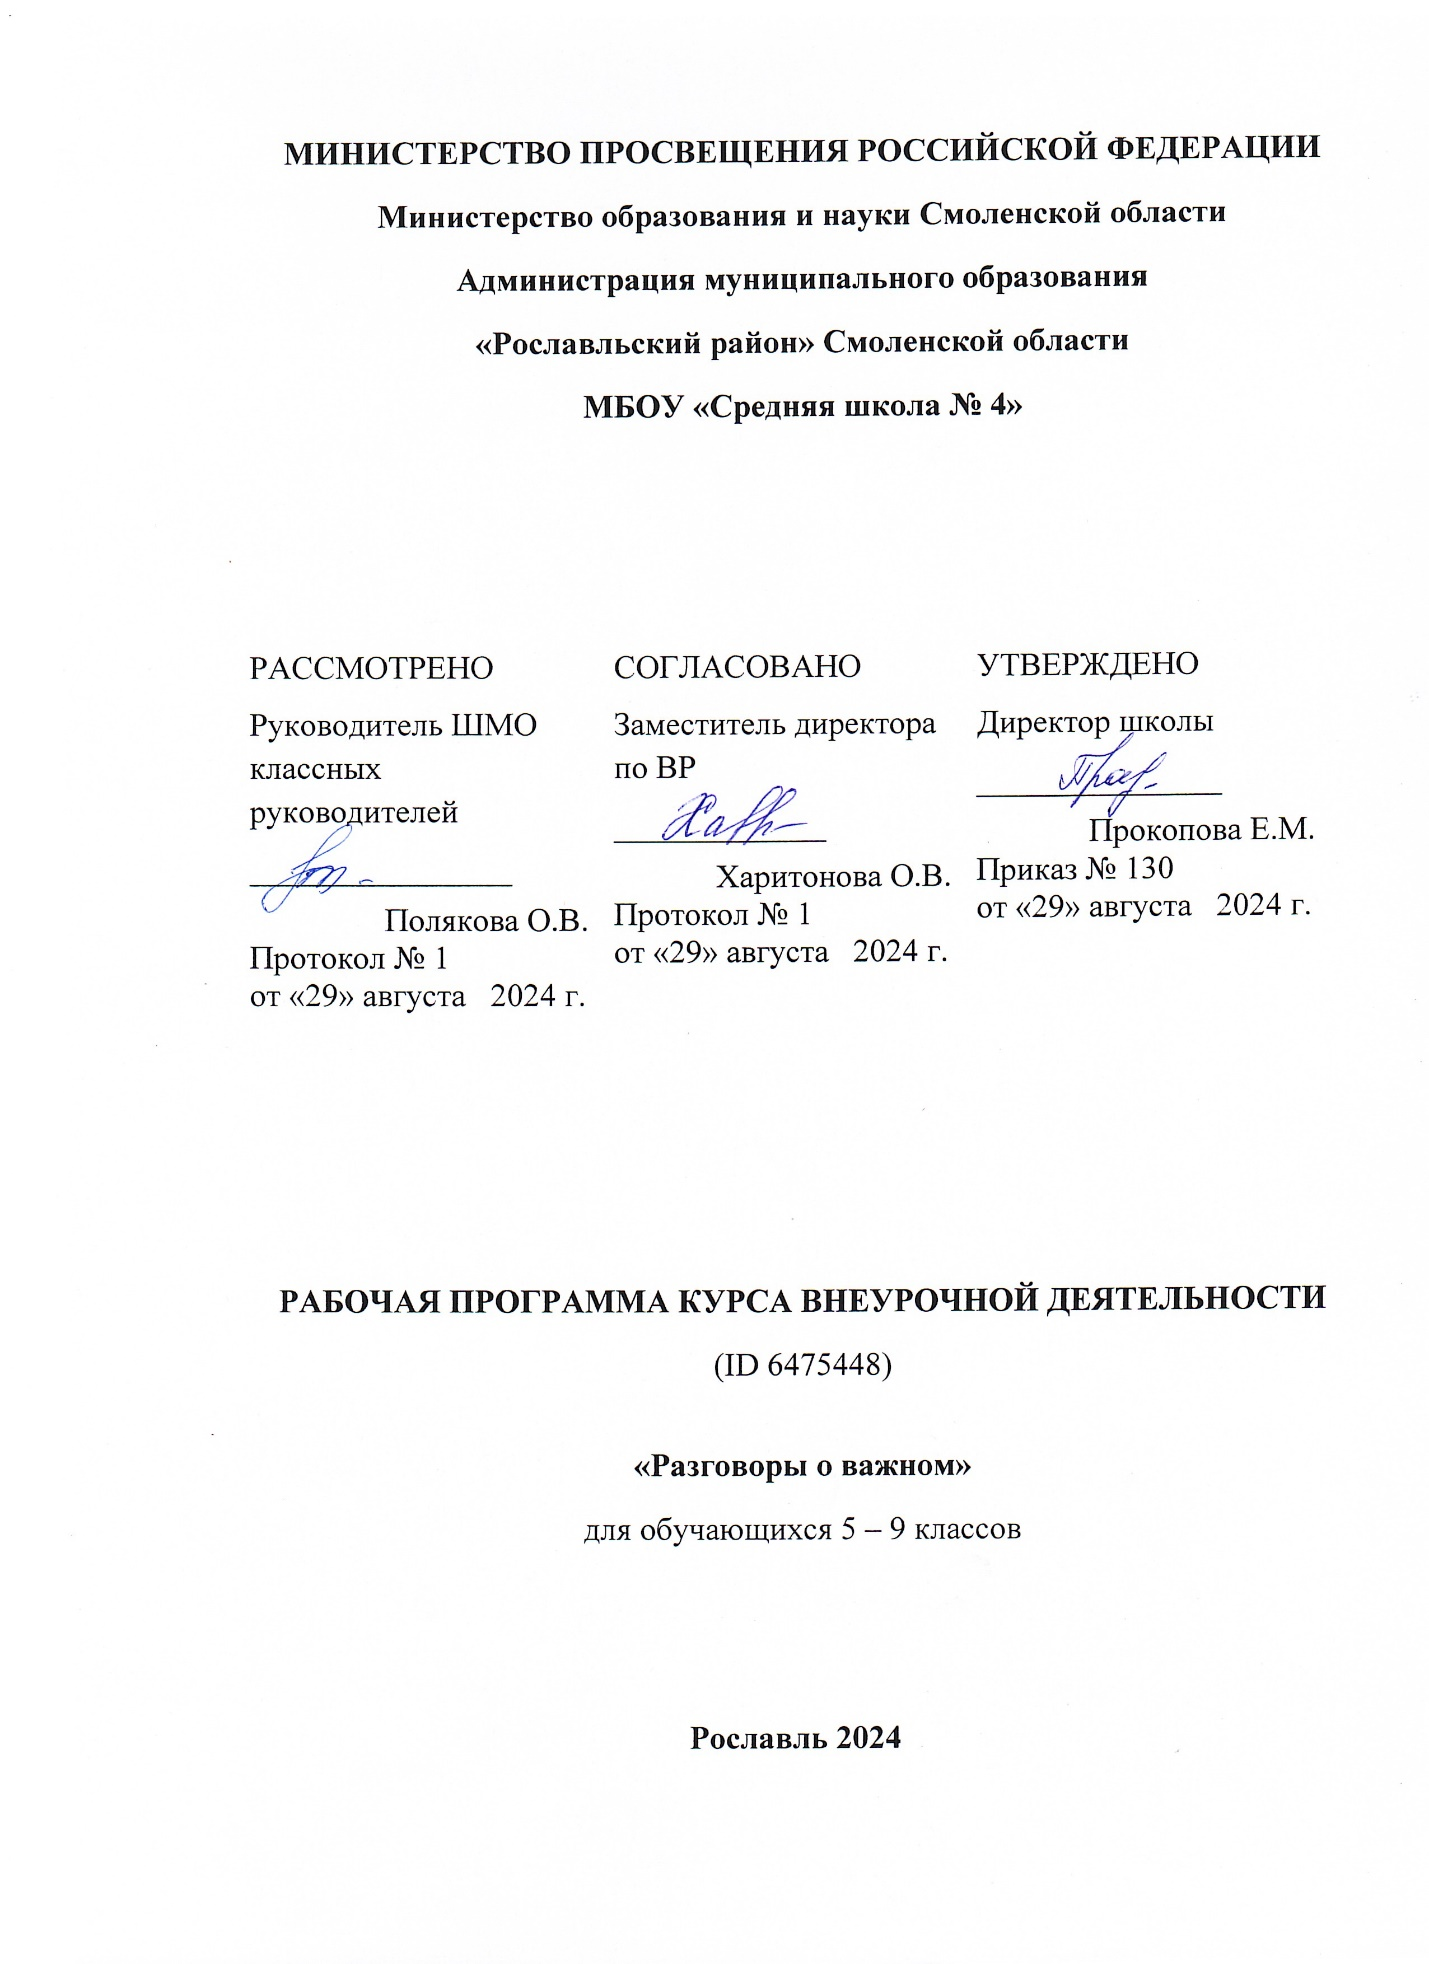 МИНИСТЕРСТВО ПРОСВЕЩЕНИЯ РОССИЙСКОЙ ФЕДЕРАЦИИ
Министерство образования и науки Смоленской области
Администрация муниципального образования
«Рославльский район» Смоленской области
МБОУ «Средняя школа № 4»
РАССМОТРЕНО
Руководитель ШМО
классных
руководителей
Полякова О.В.
Протокол № 1
от «29» августа 2024 г.
СОГЛАСОВАНО
Заместитель директора
по ВР
Харитонова О.В.
Протокол № 1
от «29» августа 2024 г.
УТВЕРЖДЕНО
Директор школы
Прокопова Е.М.
Приказ № 130
от «29» августа 2024 г.
РАБОЧАЯ ПРОГРАММА КУРСА ВНЕУРОЧНОЙ ДЕЯТЕЛЬНОСТИ
(ID 6475448)
«Разговоры о важном»
для обучающихся 5 – 9 классов
Рославль 2024